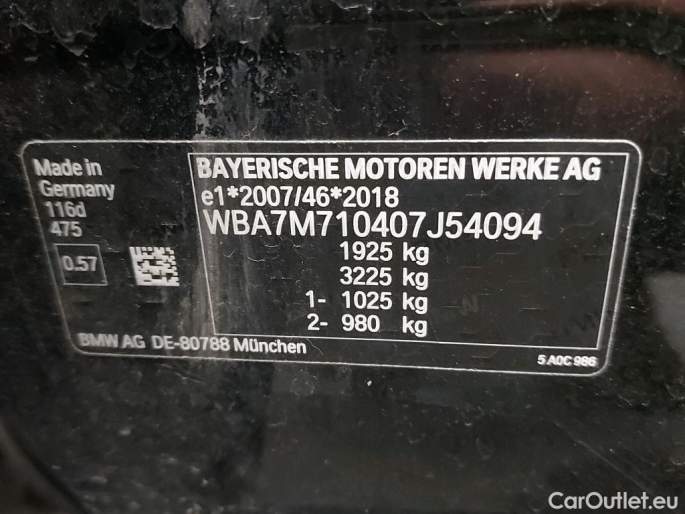 Made in
Germany
116d
475
0.57
BAYERISCHE MOTOREN WERKE AG
e1*2007/46*2018
WBA7M710407J54094
1925 kg
3225 kg
1- 1025 kg
2- 980 kg
BMW AG DE-80788 München
5 A0C 986
CarOutlet.eu